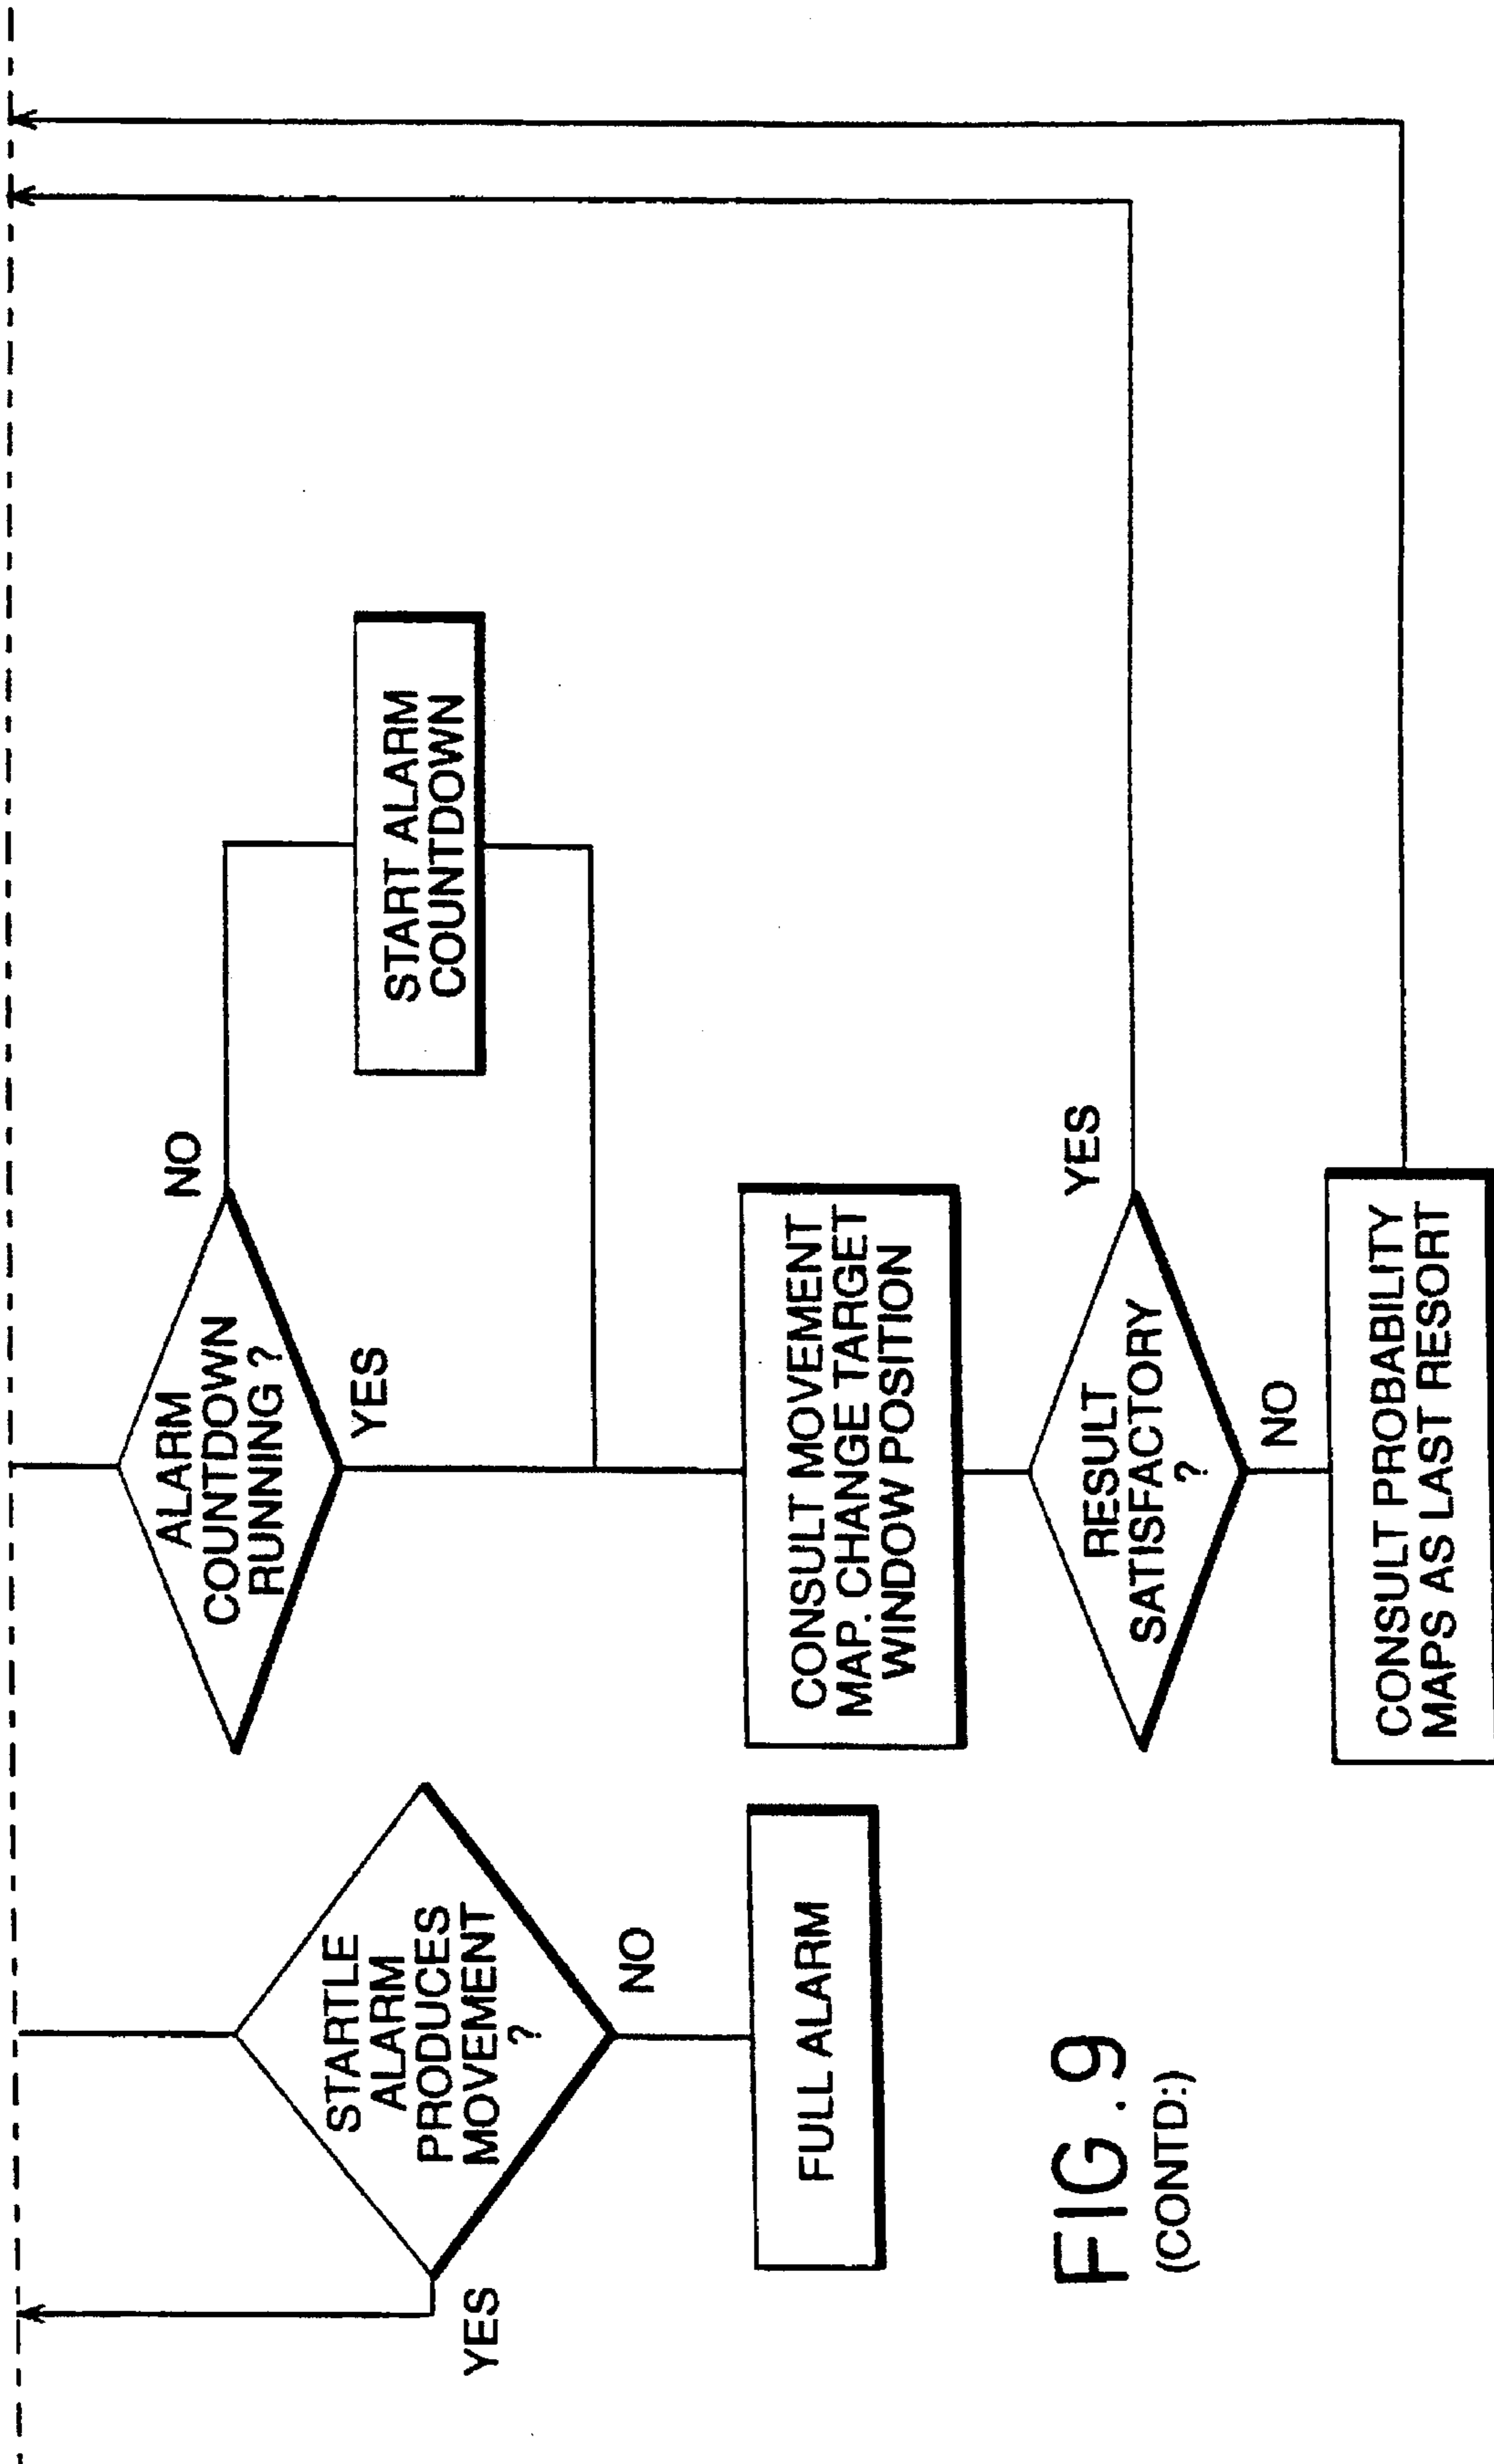 STARTLE
ALARM
PRODUCES
MOVEMENT
?
YES
NO
FULL ALARM
ALARM
COUNTDOWN
RUNNING ?
NO
YES
START ALARM
COUNTDOWN
CONSULT MOVEMENT
MAP. CHANGE TARGET
WINDOW POSITION
RESULT
SATISFACTORY
?
YES
NO
CONSULT PROBABILITY
MAPS AS LAST RESORT
FIG. 9
(CONTD:)